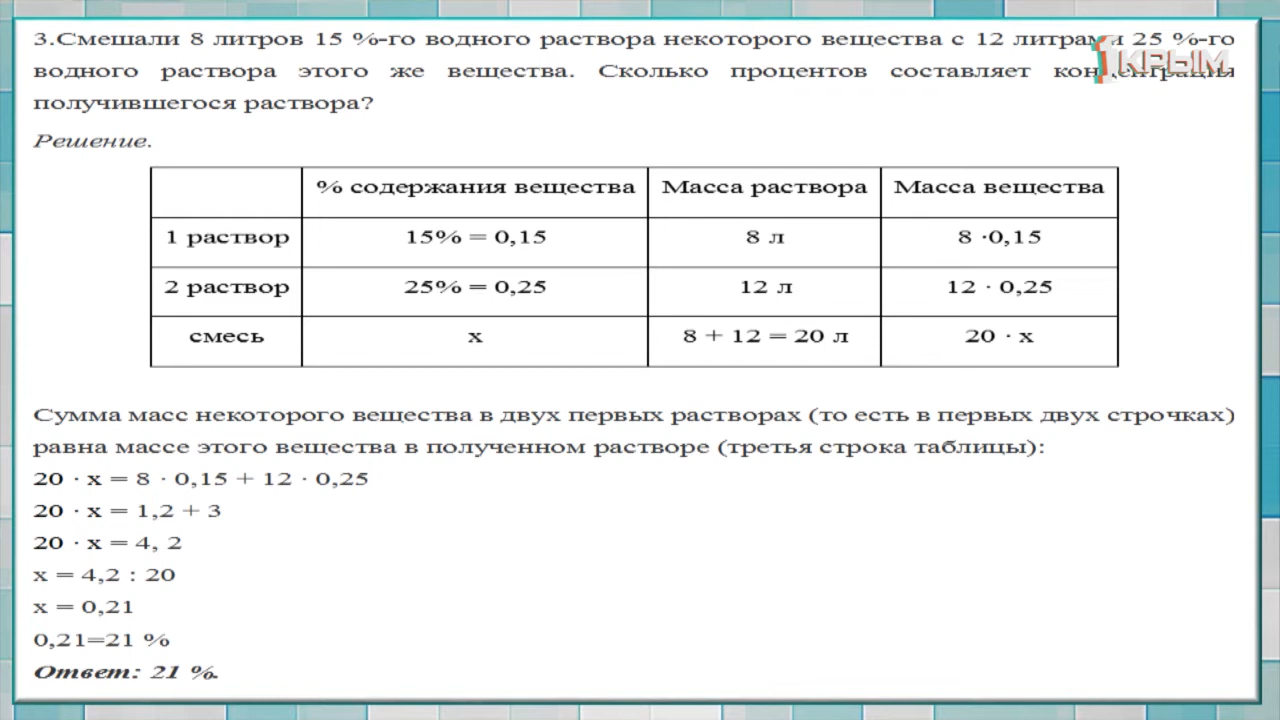 3.Смешали 8 литров 15 %-го водного раствора некоторого вещества с 12 литрами 25 %-го
водного раствора этого же вещества. Сколько процентов составляет концентрация
получившегося раствора?
1КРЫМ
Решение.
% содержания вещества Масса раствора Масса вещества
1 раствор 15% = 0,15 8 л 8 ·0,15
2 раствор 25% = 0,25 12 л 12 · 0,25
смесь х 8 + 12 = 20 л 20 · х
Сумма масс некоторого вещества в двух первых растворах (то есть в первых двух строчках)
равна массе этого вещества в полученном растворе (третья строка таблицы):
20 · х = 8 · 0,15 + 12 · 0,25
20 · х = 1,2 + 3
20 · х = 4, 2
х = 4,2 : 20
х = 0,21
0,21=21 %
Ответ: 21 %.